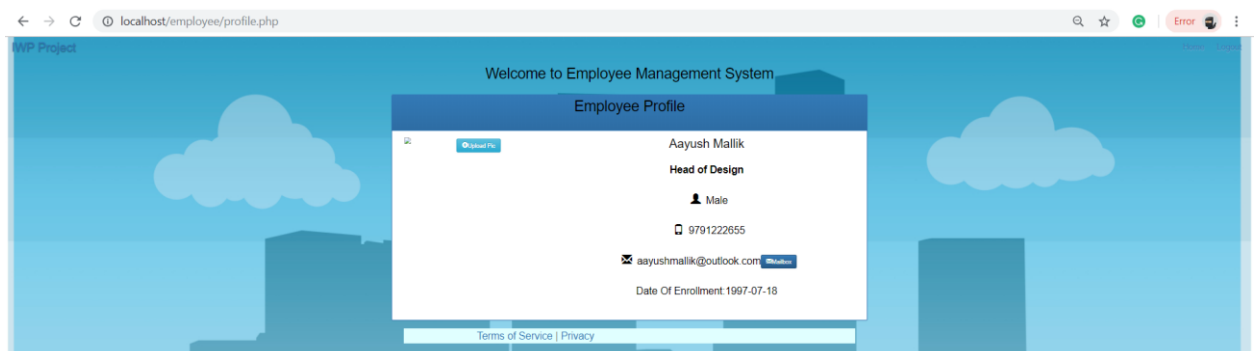 localhost/employee/profile.php
Error
IWP Project
Home Logout
Welcome to Employee Management System
Employee Profile
Upload Pic
Aayush Mallik
Head of Design
Male
9791222655
aayushmallik@outlook.com Mailbox
Date Of Enrollment:1997-07-18
Terms of Service | Privacy